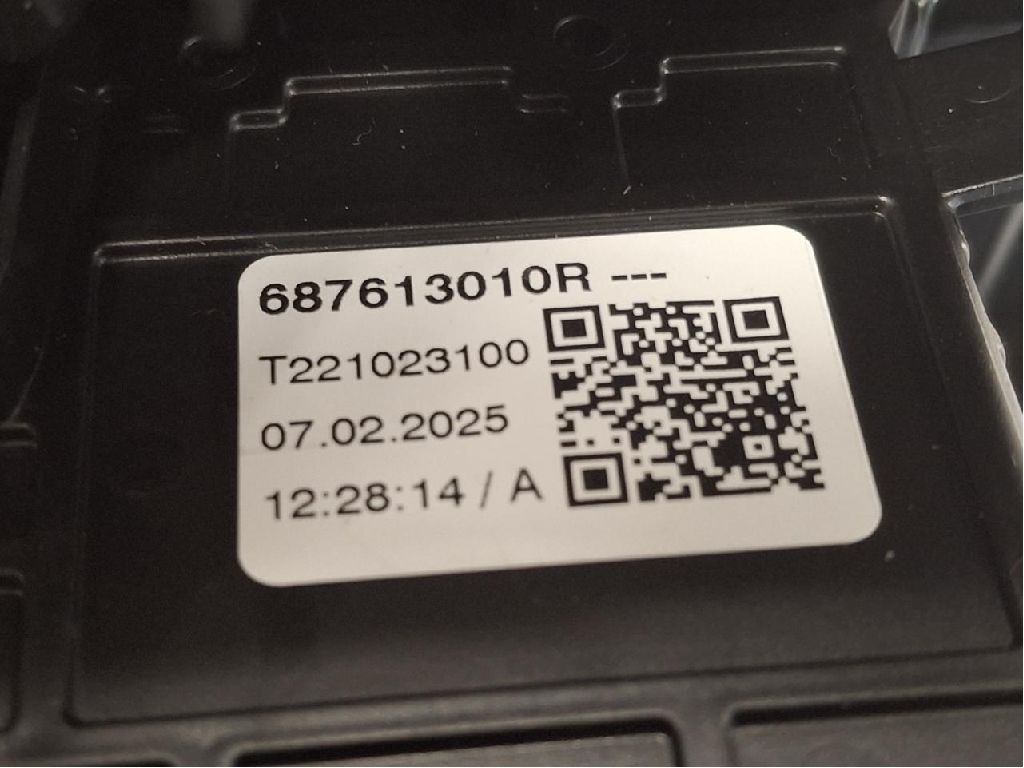 687613010R ---
T221023100
07.02.2025
12:28:14 / A